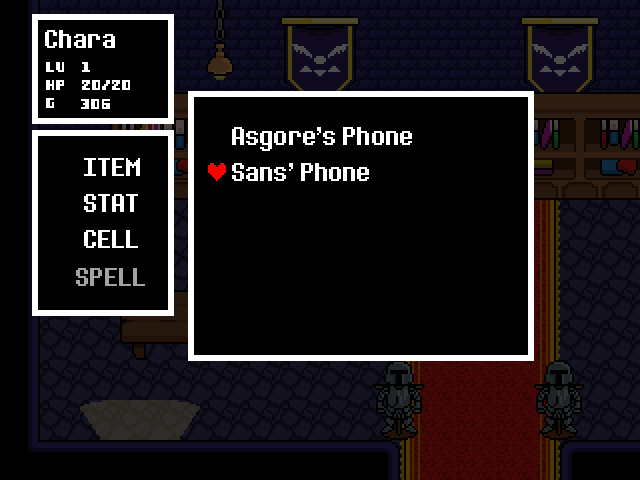 Chara
LV 1
HP 20/20
G 306
ITEM
STAT
CELL
SPELL
Asgore's Phone
Sans' Phone